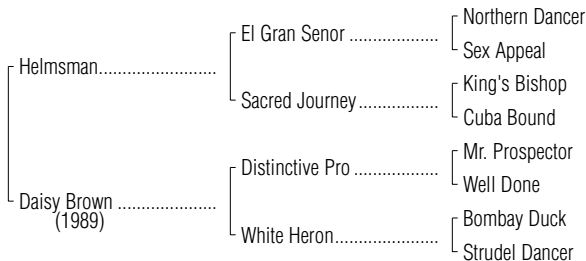 Northern Dancer
El Gran Senor ...................
Sex Appeal
Helmsman.........................
King's Bishop
Sacred Journey.................
Cuba Bound
Mr. Prospector
Distinctive Pro ..................
Well Done
Daisy Brown .....................
(1989)
Bombay Duck
White Heron......................
Strudel Dancer